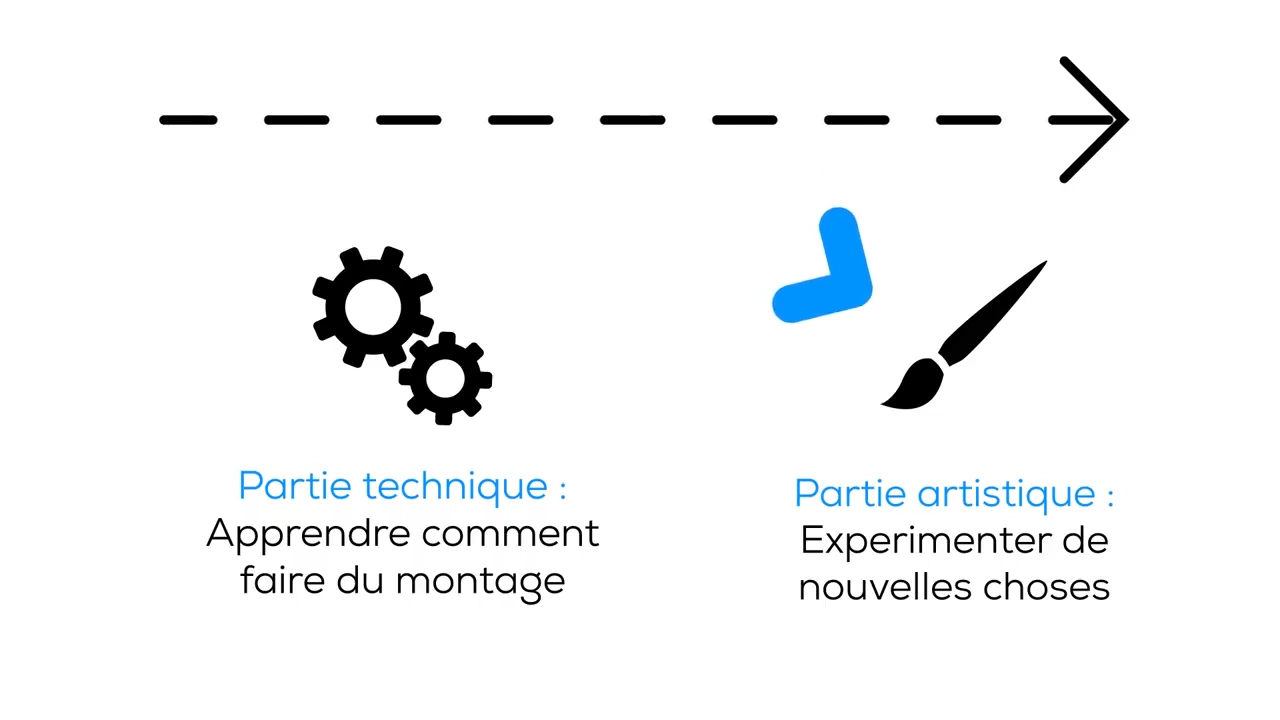 Partie technique :
Apprendre comment
faire du montage
Partie artistique :
Experimenter de
nouvelles choses